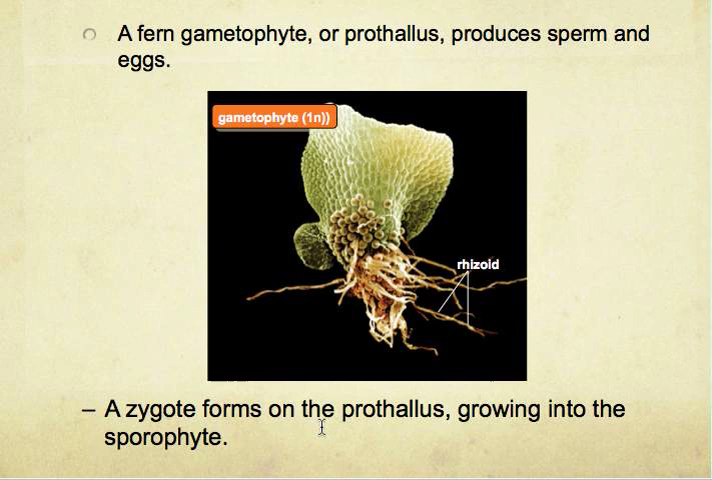 A fern gametophyte, or prothallus, produces sperm and
eggs.
gametophyte (1n))
rhizoid
– A zygote forms on the prothallus, growing into the
sporophyte.